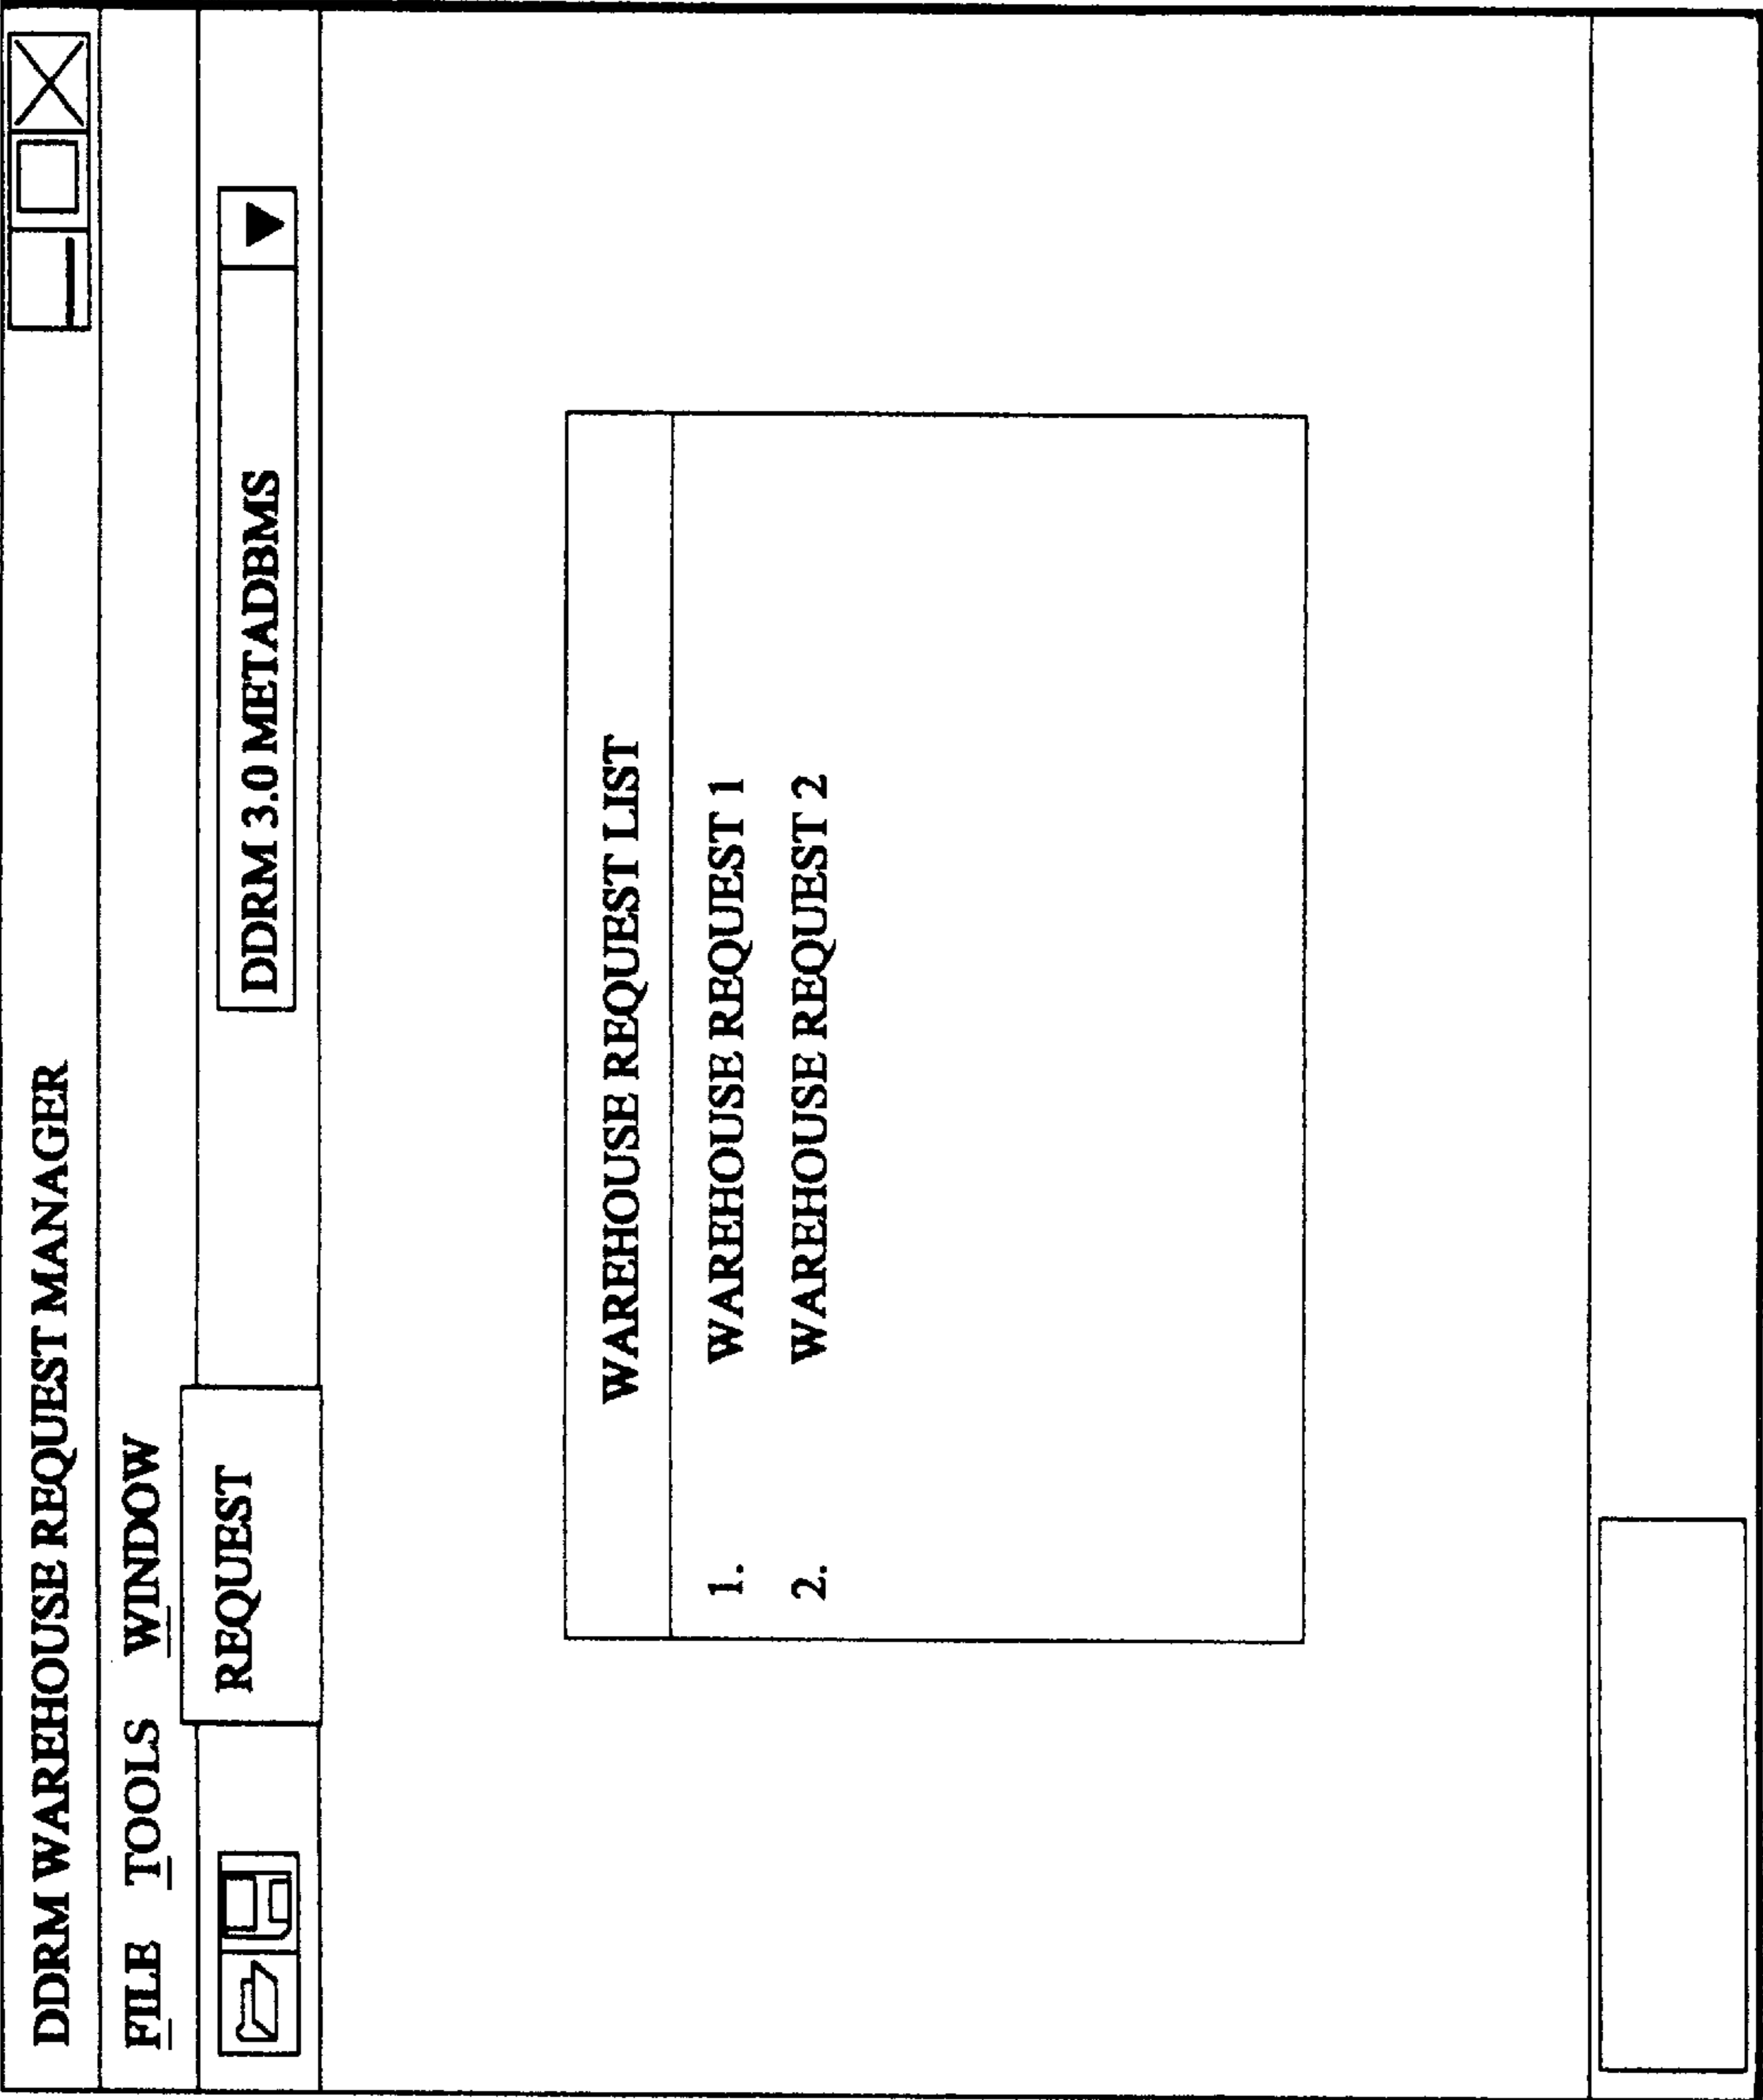 DDRM WAREHOUSE REQUEST MANAGER
FILE TOOLS WINDOW
REQUEST
DDRM 3.0 METADBMS
WAREHOUSE REQUEST LIST
1. WAREHOUSE REQUEST 1
2. WAREHOUSE REQUEST 2